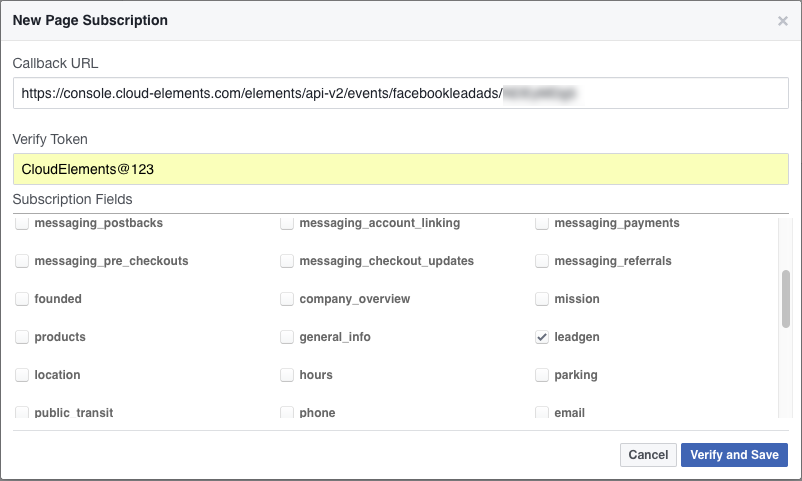 New Page Subscription
Callback URL
https://console.cloud-elements.com/elements/api-v2/events/facebookleadads/
Verify Token
CloudElements@123
Subscription Fields
messaging_postbacks messaging_account_linking messaging_payments
messaging_pre_checkouts messaging_checkout_updates messaging_referrals
founded company_overview mission
products general_info leadgen
location hours parking
public_transit phone email
Cancel Verify and Save